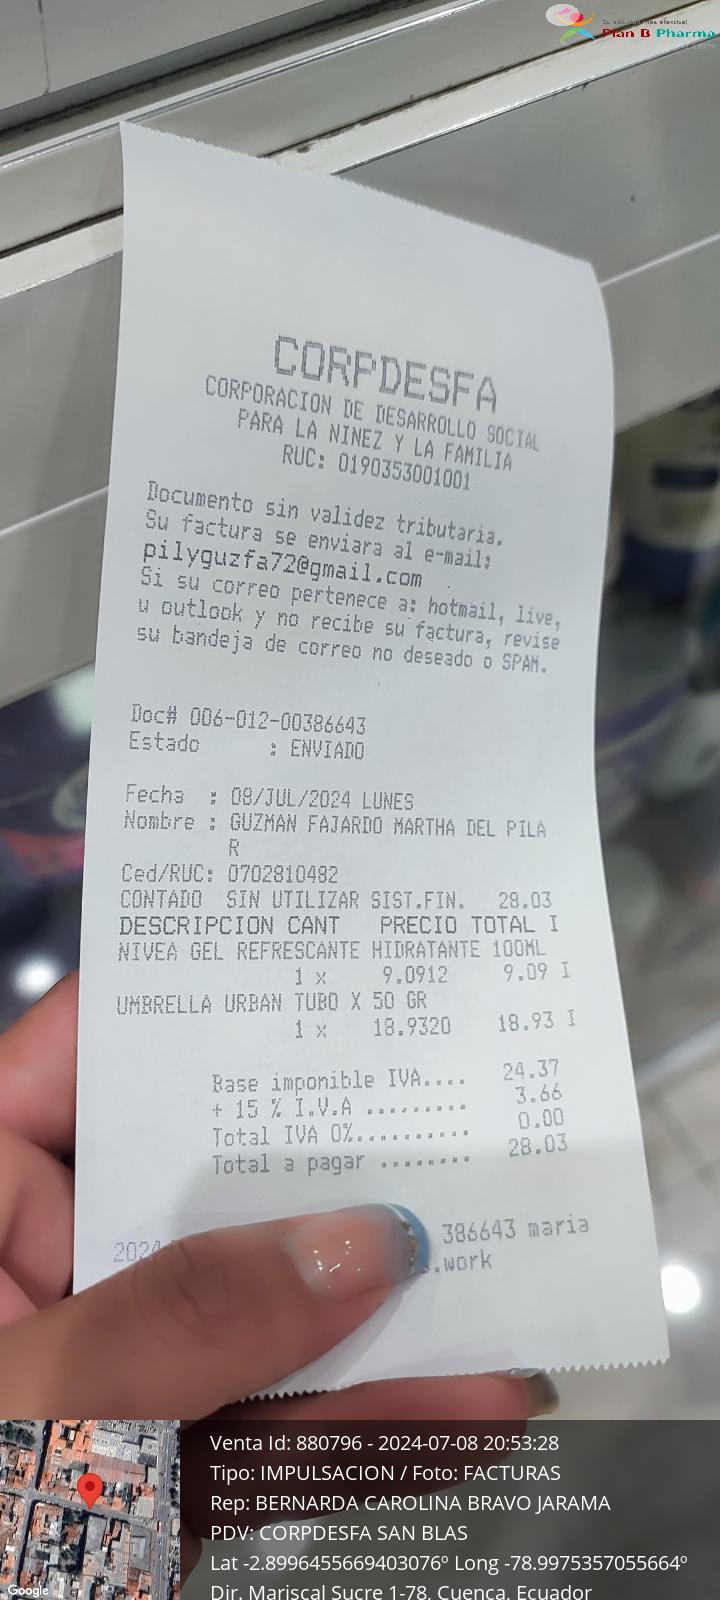 Su solución más efectiva!
Plan B Pharma
CORPDESFA
CORPORACION DE DESARROLLO SOCIAL
PARA LA NINEZ Y LA FAMILIA
RUC: 0190353001001
Documento sin validez tributaria.
Su factura se enviara al e-mail:
pilyguzfa72@gmail.com
Si su correo pertenece a: hotmail, live,
u outlook y no recibe su factura, revise
su bandeja de correo no deseado o SPAM.
Doc# 006-012-00386643
Estado : ENVIADO
Fecha : 08/JUL/2024 LUNES
Nombre : GUZMAN FAJARDO MARTHA DEL PILA
R
Ced/RUC: 0702810482
CONTADO SIN UTILIZAR SIST.FIN. 28.03
DESCRIPCION CANT PRECIO TOTAL I
NIVEA GEL REFRESCANTE HIDRATANTE 100ML
1 x 9.0912 9.09 I
UMBRELLA URBAN TUBO X 50 GR
1 x 18.9320 18.93 I
Base imponible IVA.... 24.37
+ 15 % I.V.A ......... 3.66
Total IVA 0%.......... 0.00
Total a pagar ........ 28.03
2024 386643 maria
.work
Venta Id: 880796 - 2024-07-08 20:53:28
Tipo: IMPULSACION / Foto: FACTURAS
Rep: BERNARDA CAROLINA BRAVO JARAMA
PDV: CORPDESFA SAN BLAS
Lat -2.8996455669403076º Long -78.9975357055664º
Dir. Mariscal Sucre 1-78, Cuenca, Ecuador
Google